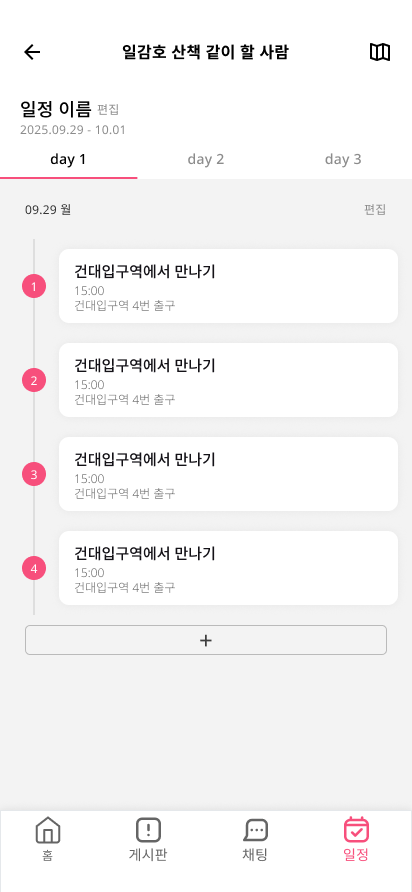 일감호 산책 같이 할 사람
일정 이름 편집
2025.09.29 - 10.01
day 1 day 2 day 3
09.29 월 편집
1 건대입구역에서 만나기
15:00
건대입구역 4번 출구
2 건대입구역에서 만나기
15:00
건대입구역 4번 출구
3 건대입구역에서 만나기
15:00
건대입구역 4번 출구
4 건대입구역에서 만나기
15:00
건대입구역 4번 출구
+
홈 게시판 채팅 일정